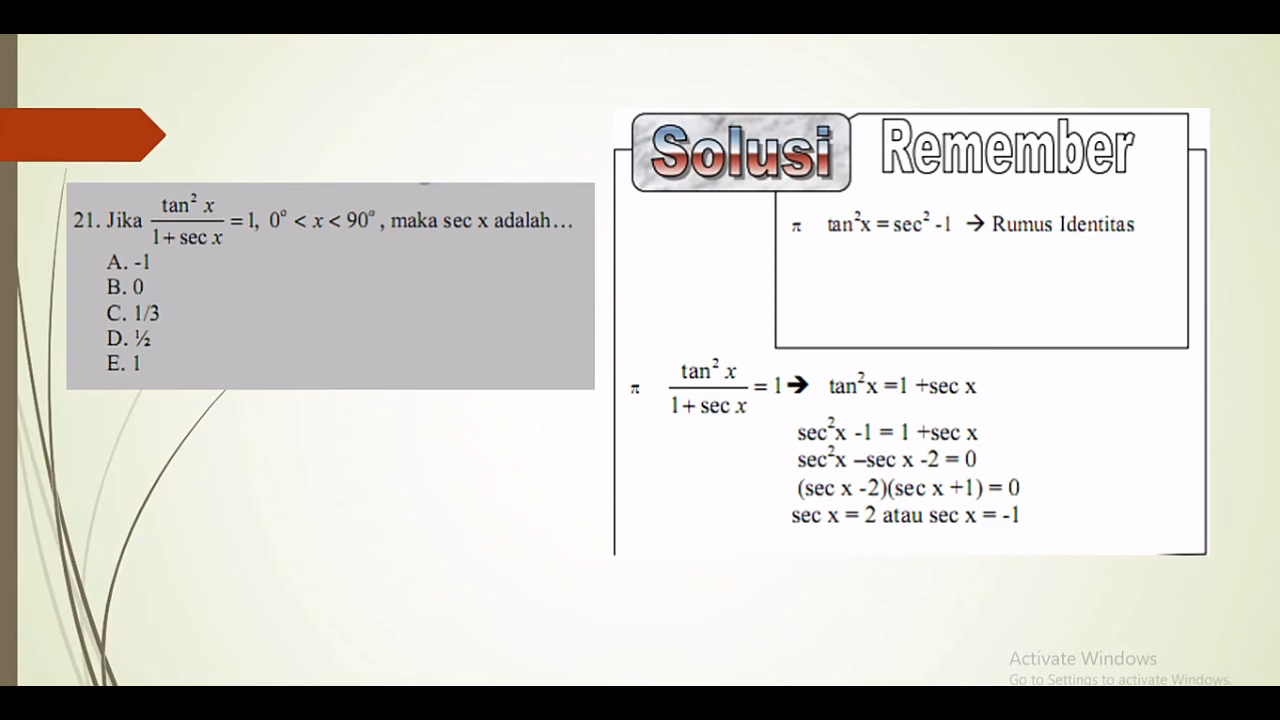 21. Jika tan² x / 1 + sec x = 1, 0° < x < 90°, maka sec x adalah…
A. -1
B. 0
C. 1/3
D. ½
E. 1
Solusi
Remember
π tan²x = sec² -1 → Rumus Identitas
π tan² x / 1 + sec x = 1 → tan²x =1 +sec x
sec²x -1 = 1 +sec x
sec²x –sec x -2 = 0
(sec x -2)(sec x +1) = 0
sec x = 2 atau sec x = -1
Activate Windows
Go to Settings to activate Windows.